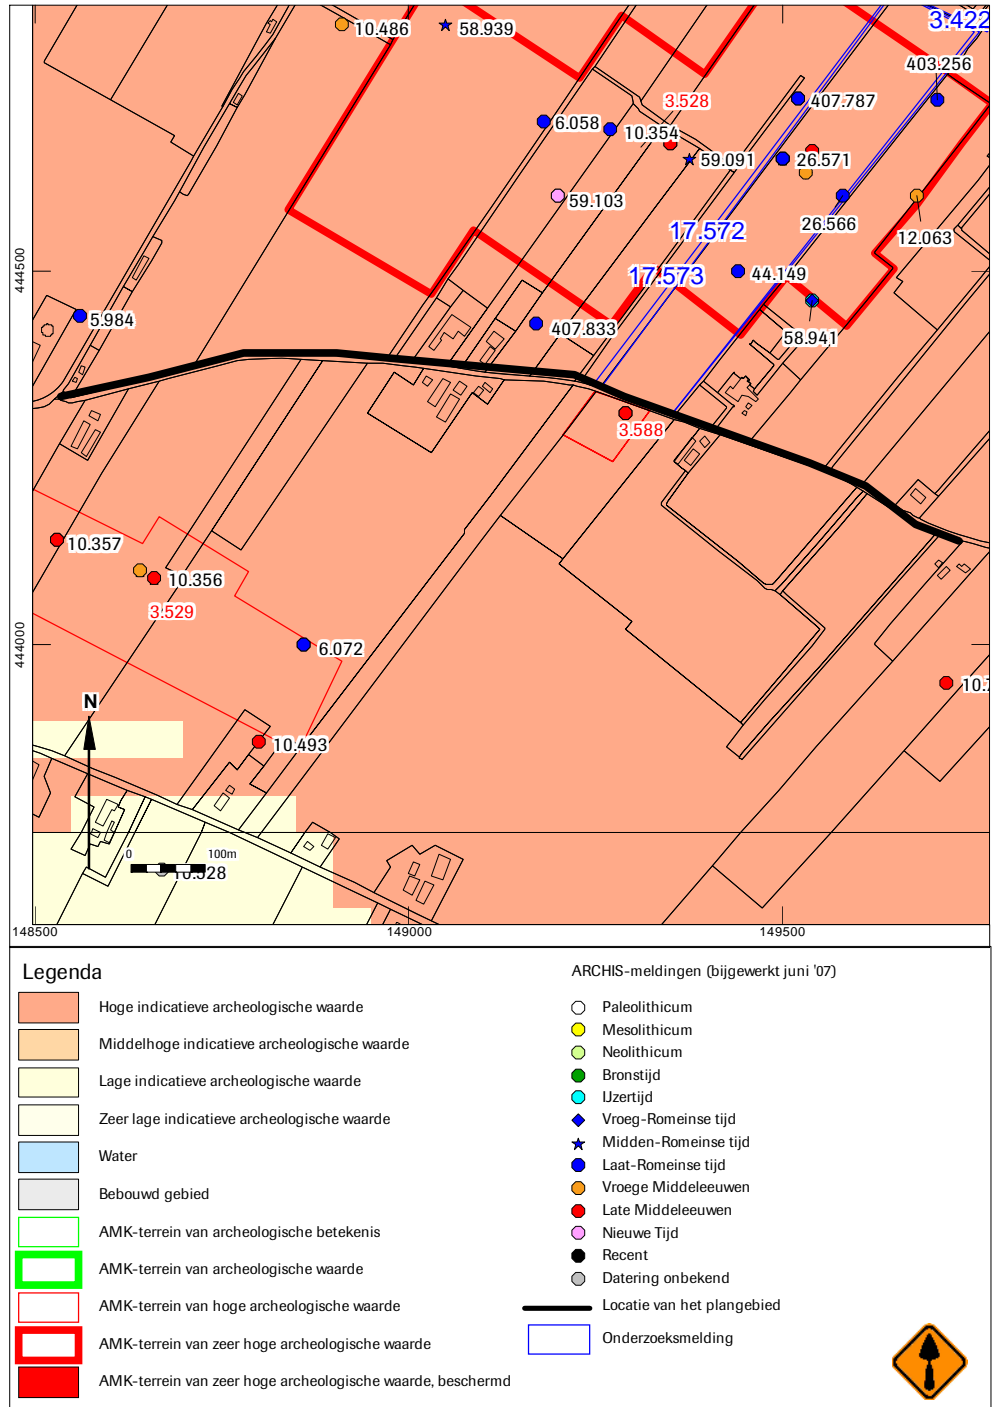 3.422
10.486
58.939
403.256
3.528
407.787
6.058
10.354
59.091
26.571
59.103
26.566
12.063
17.572
17.573
44.149
444500
5.984
407.833
58.941
3.588
10.357
10.356
3.529
444000
6.072
N
10.493
0
100m
148500
149000
149500
Legenda
Hoge indicatieve archeologische waarde
Middelhoge indicatieve archeologische waarde
Lage indicatieve archeologische waarde
Zeer lage indicatieve archeologische waarde
Water
Bebouwd gebied
AMK-terrein van archeologische betekenis
AMK-terrein van archeologische waarde
AMK-terrein van hoge archeologische waarde
AMK-terrein van zeer hoge archeologische waarde
AMK-terrein van zeer hoge archeologische waarde, beschermd
ARCHIS-meldingen (bijgewerkt juni '07)
Paleolithicum
Mesolithicum
Neolithicum
Bronstijd
IJzertijd
Vroeg-Romeinse tijd
Midden-Romeinse tijd
Laat-Romeinse tijd
Vroege Middeleeuwen
Late Middeleeuwen
Nieuwe Tijd
Recent
Datering onbekend
Locatie van het plangebied
Onderzoeksmelding